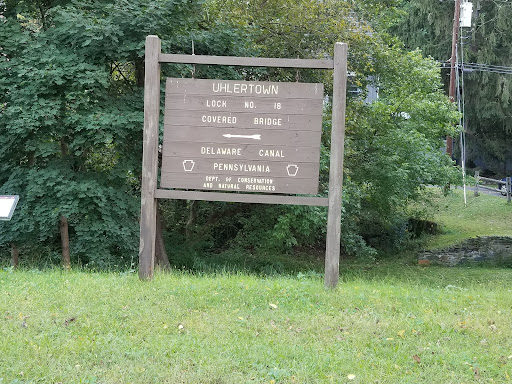 UHLERTOWN
LOCK NO. 18
COVERED BRIDGE
DELAWARE CANAL
PENNSYLVANIA
DEPT. OF CONSERVATION
AND NATURAL RESOURCES